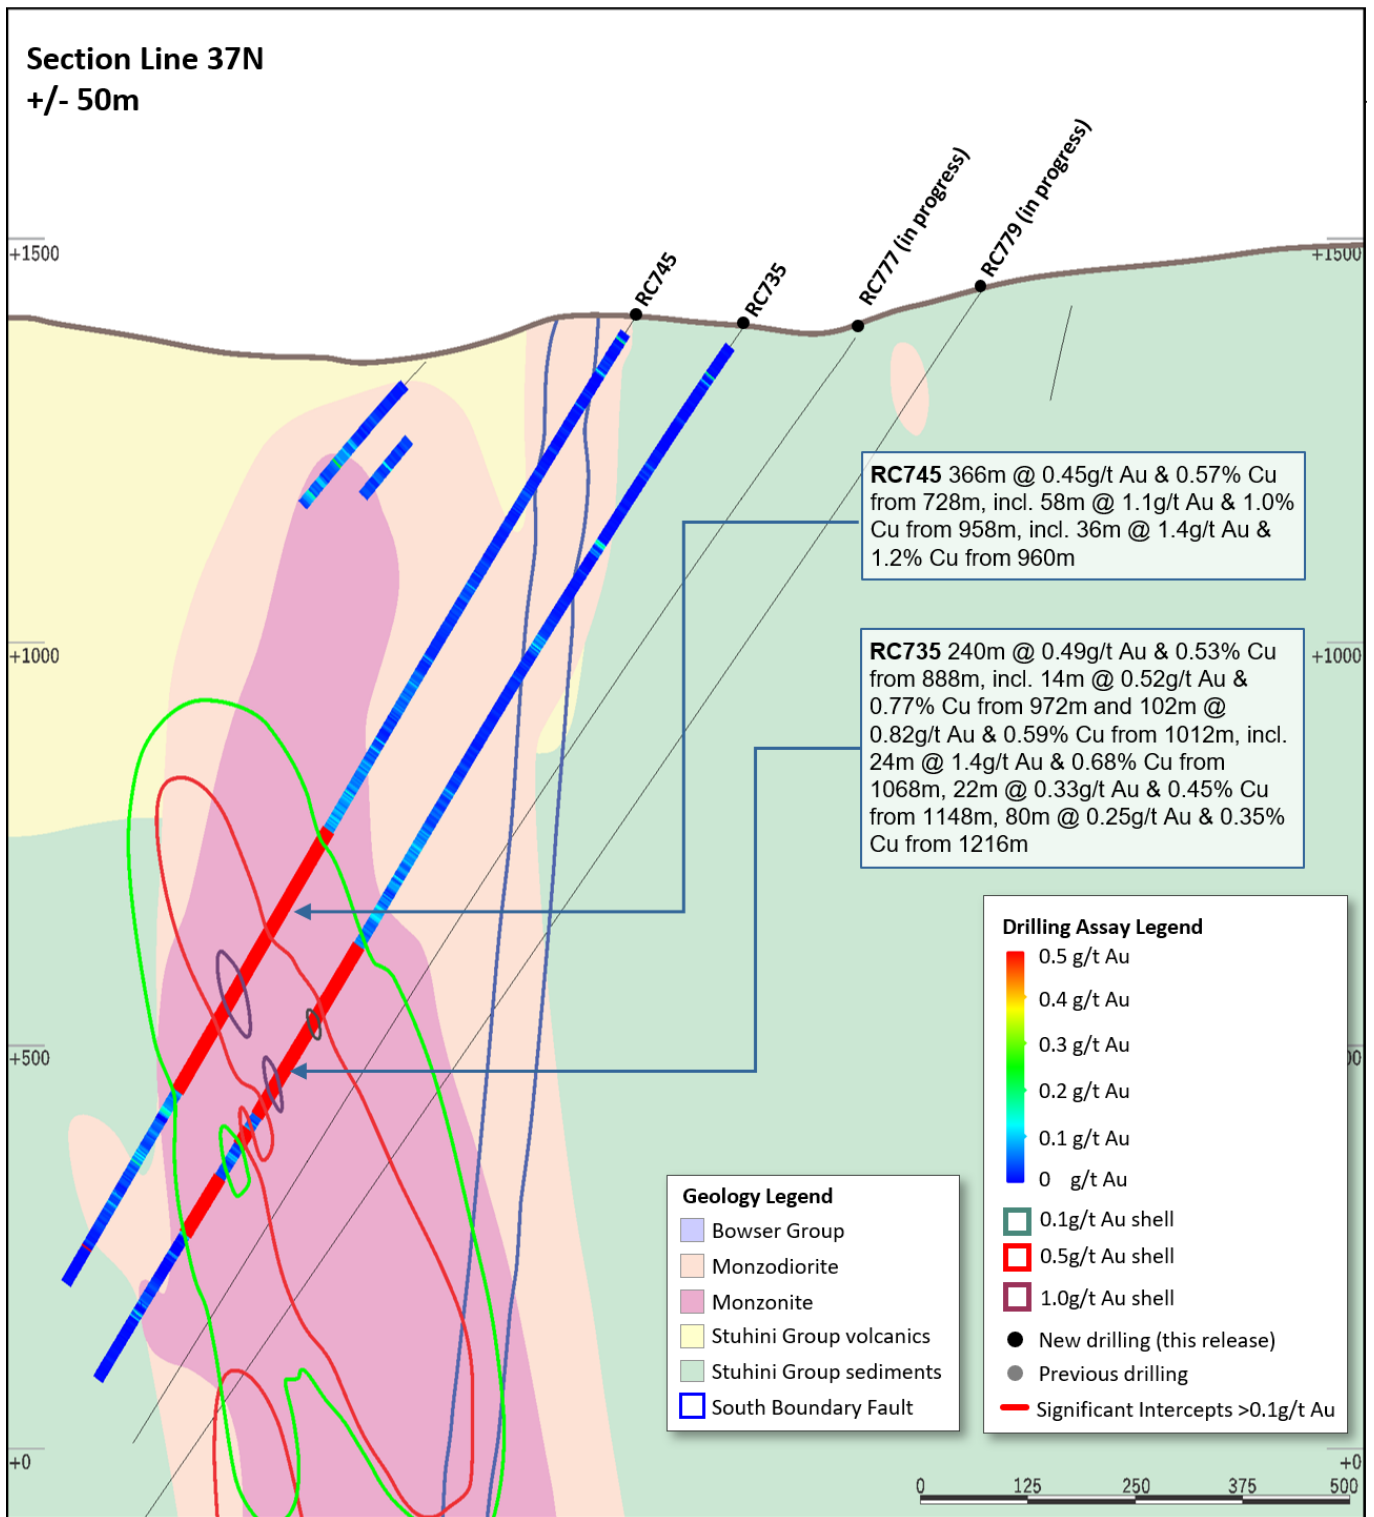 Section Line 37N
+/- 50m
RC745
RC735
RC777 (in progress)
RC779 (in progress)
+1500
+1500
RC745 366m @ 0.45g/t Au & 0.57% Cu
from 728m, incl. 58m @ 1.1g/t Au & 1.0%
Cu from 958m, incl. 36m @ 1.4g/t Au &
1.2% Cu from 960m
+1000
+1000
RC735 240m @ 0.49g/t Au & 0.53% Cu
from 888m, incl. 14m @ 0.52g/t Au &
0.77% Cu from 972m and 102m @
0.82g/t Au & 0.59% Cu from 1012m, incl.
24m @ 1.4g/t Au & 0.68% Cu from
1068m, 22m @ 0.33g/t Au & 0.45% Cu
from 1148m, 80m @ 0.25g/t Au & 0.35%
Cu from 1216m
+500
Drilling Assay Legend
0.5 g/t Au
0.4 g/t Au
0.3 g/t Au
0.2 g/t Au
0.1 g/t Au
0 g/t Au
0.1g/t Au shell
0.5g/t Au shell
1.0g/t Au shell
New drilling (this release)
Previous drilling
Significant Intercepts >0.1g/t Au
Geology Legend
Bowser Group
Monzodiorite
Monzonite
Stuhini Group volcanics
Stuhini Group sediments
South Boundary Fault
+0
+0
0 125 250 375 500